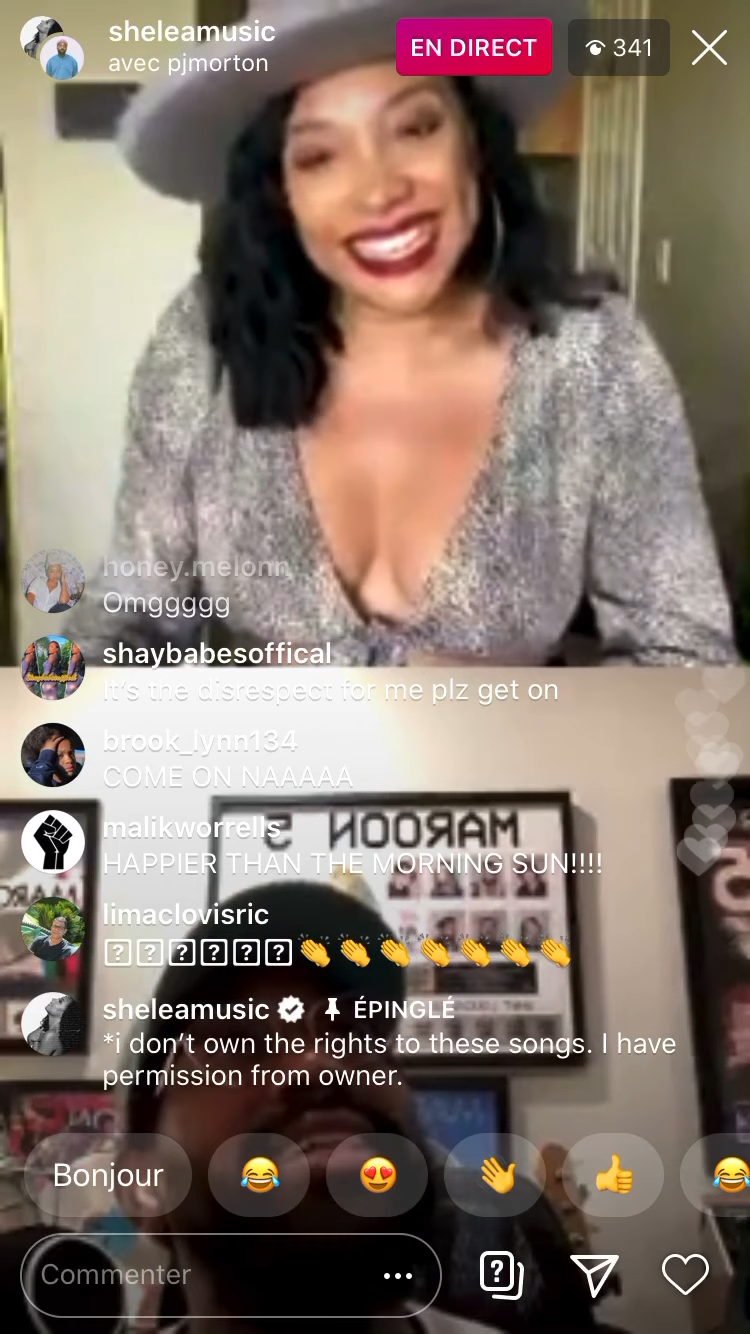 sheleamusic
avec pjmorton
EN DIRECT
341
honey.melonn
Omggggg
shaybabesoffical
It's the disrespect for me plz get on
brook_lynn134
COME ON NAAAAA
MAROON 5
malikworrells
HAPPIER THAN THE MORNING SUN!!!!
limaclovisric
👏👏👏👏👏👏👏
sheleamusic ÉPINGLÉ
*i don't own the rights to these songs. I have
permission from owner.
Bonjour 😂 😍 👋 👍 😂
Commenter